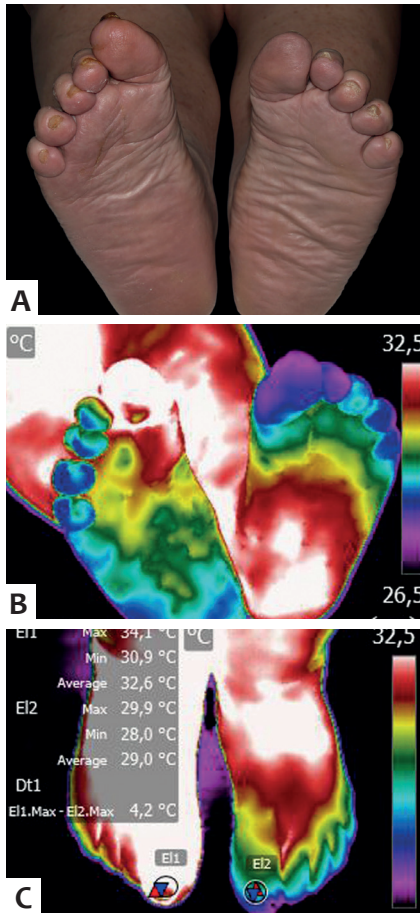 A
°C
32,5
26,5
B
El1 Max 34,1 °C
Min 30,9 °C
Average 32,6 °C
El2 Max 29,9 °C
Min 28,0 °C
Average 29,0 °C
Dt1
El1.Max - El2.Max 4,2 °C
°C
32,5
El1
El2
C